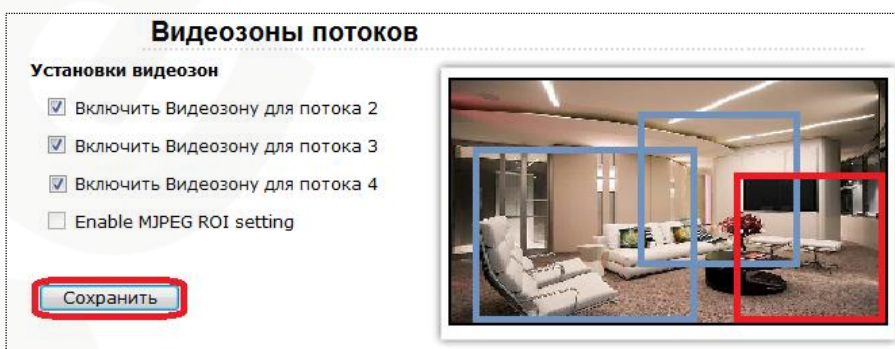 Видеозоны потоков
Установки видеозон
Включить Видеозону для потока 2
Включить Видеозону для потока 3
Включить Видеозону для потока 4
Enable MJPEG ROI setting
Сохранить